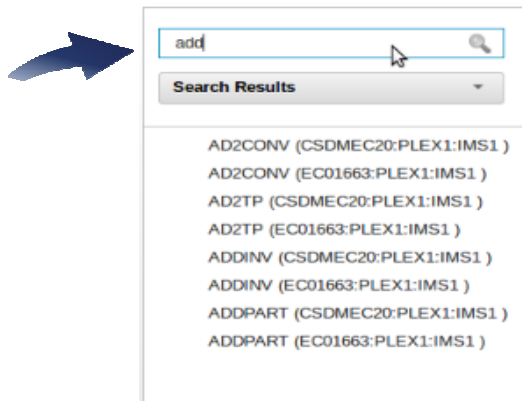 add
Search Results
AD2CONV (CSDMEC20:PLEX1:IMS1 )
AD2CONV (EC01663:PLEX1:IMS1 )
AD2TP (CSDMEC20:PLEX1:IMS1 )
AD2TP (EC01663:PLEX1:IMS1 )
ADDINV (CSDMEC20:PLEX1:IMS1 )
ADDINV (EC01663:PLEX1:IMS1 )
ADDPART (CSDMEC20:PLEX1:IMS1 )
ADDPART (EC01663:PLEX1:IMS1 )